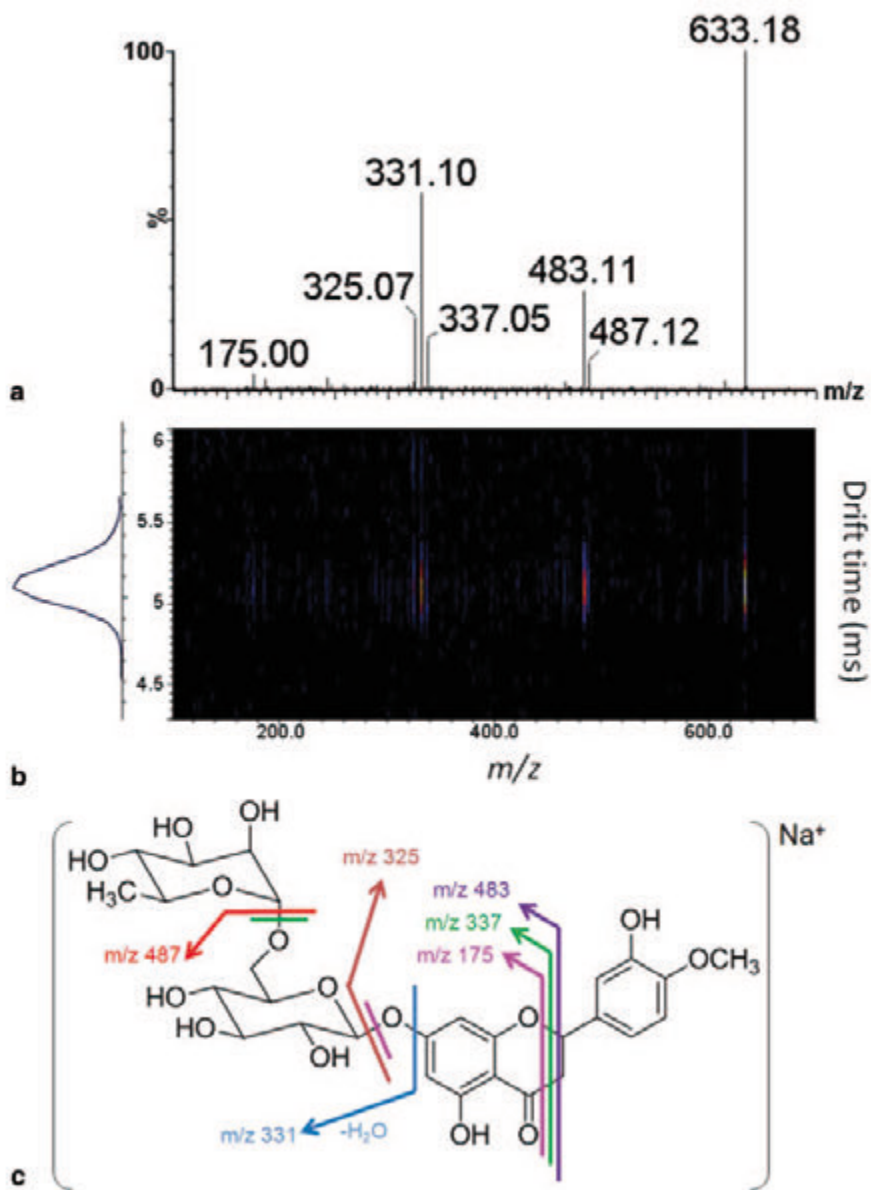 633.18
100
331.10
%
483.11
325.07
337.05
487.12
175.00
0
m/z
a
6
5.5
5
4.5
Drift time (ms)
200.0 400.0 600.0
m/z
b
OH
HO
HO
H₃C
O
m/z 487
O
m/z 325
m/z 483
m/z 337
m/z 175
Na⁺
OH
OCH₃
HO
HO
O
OH
O
O
m/z 331
-H₂O
OH
O
c